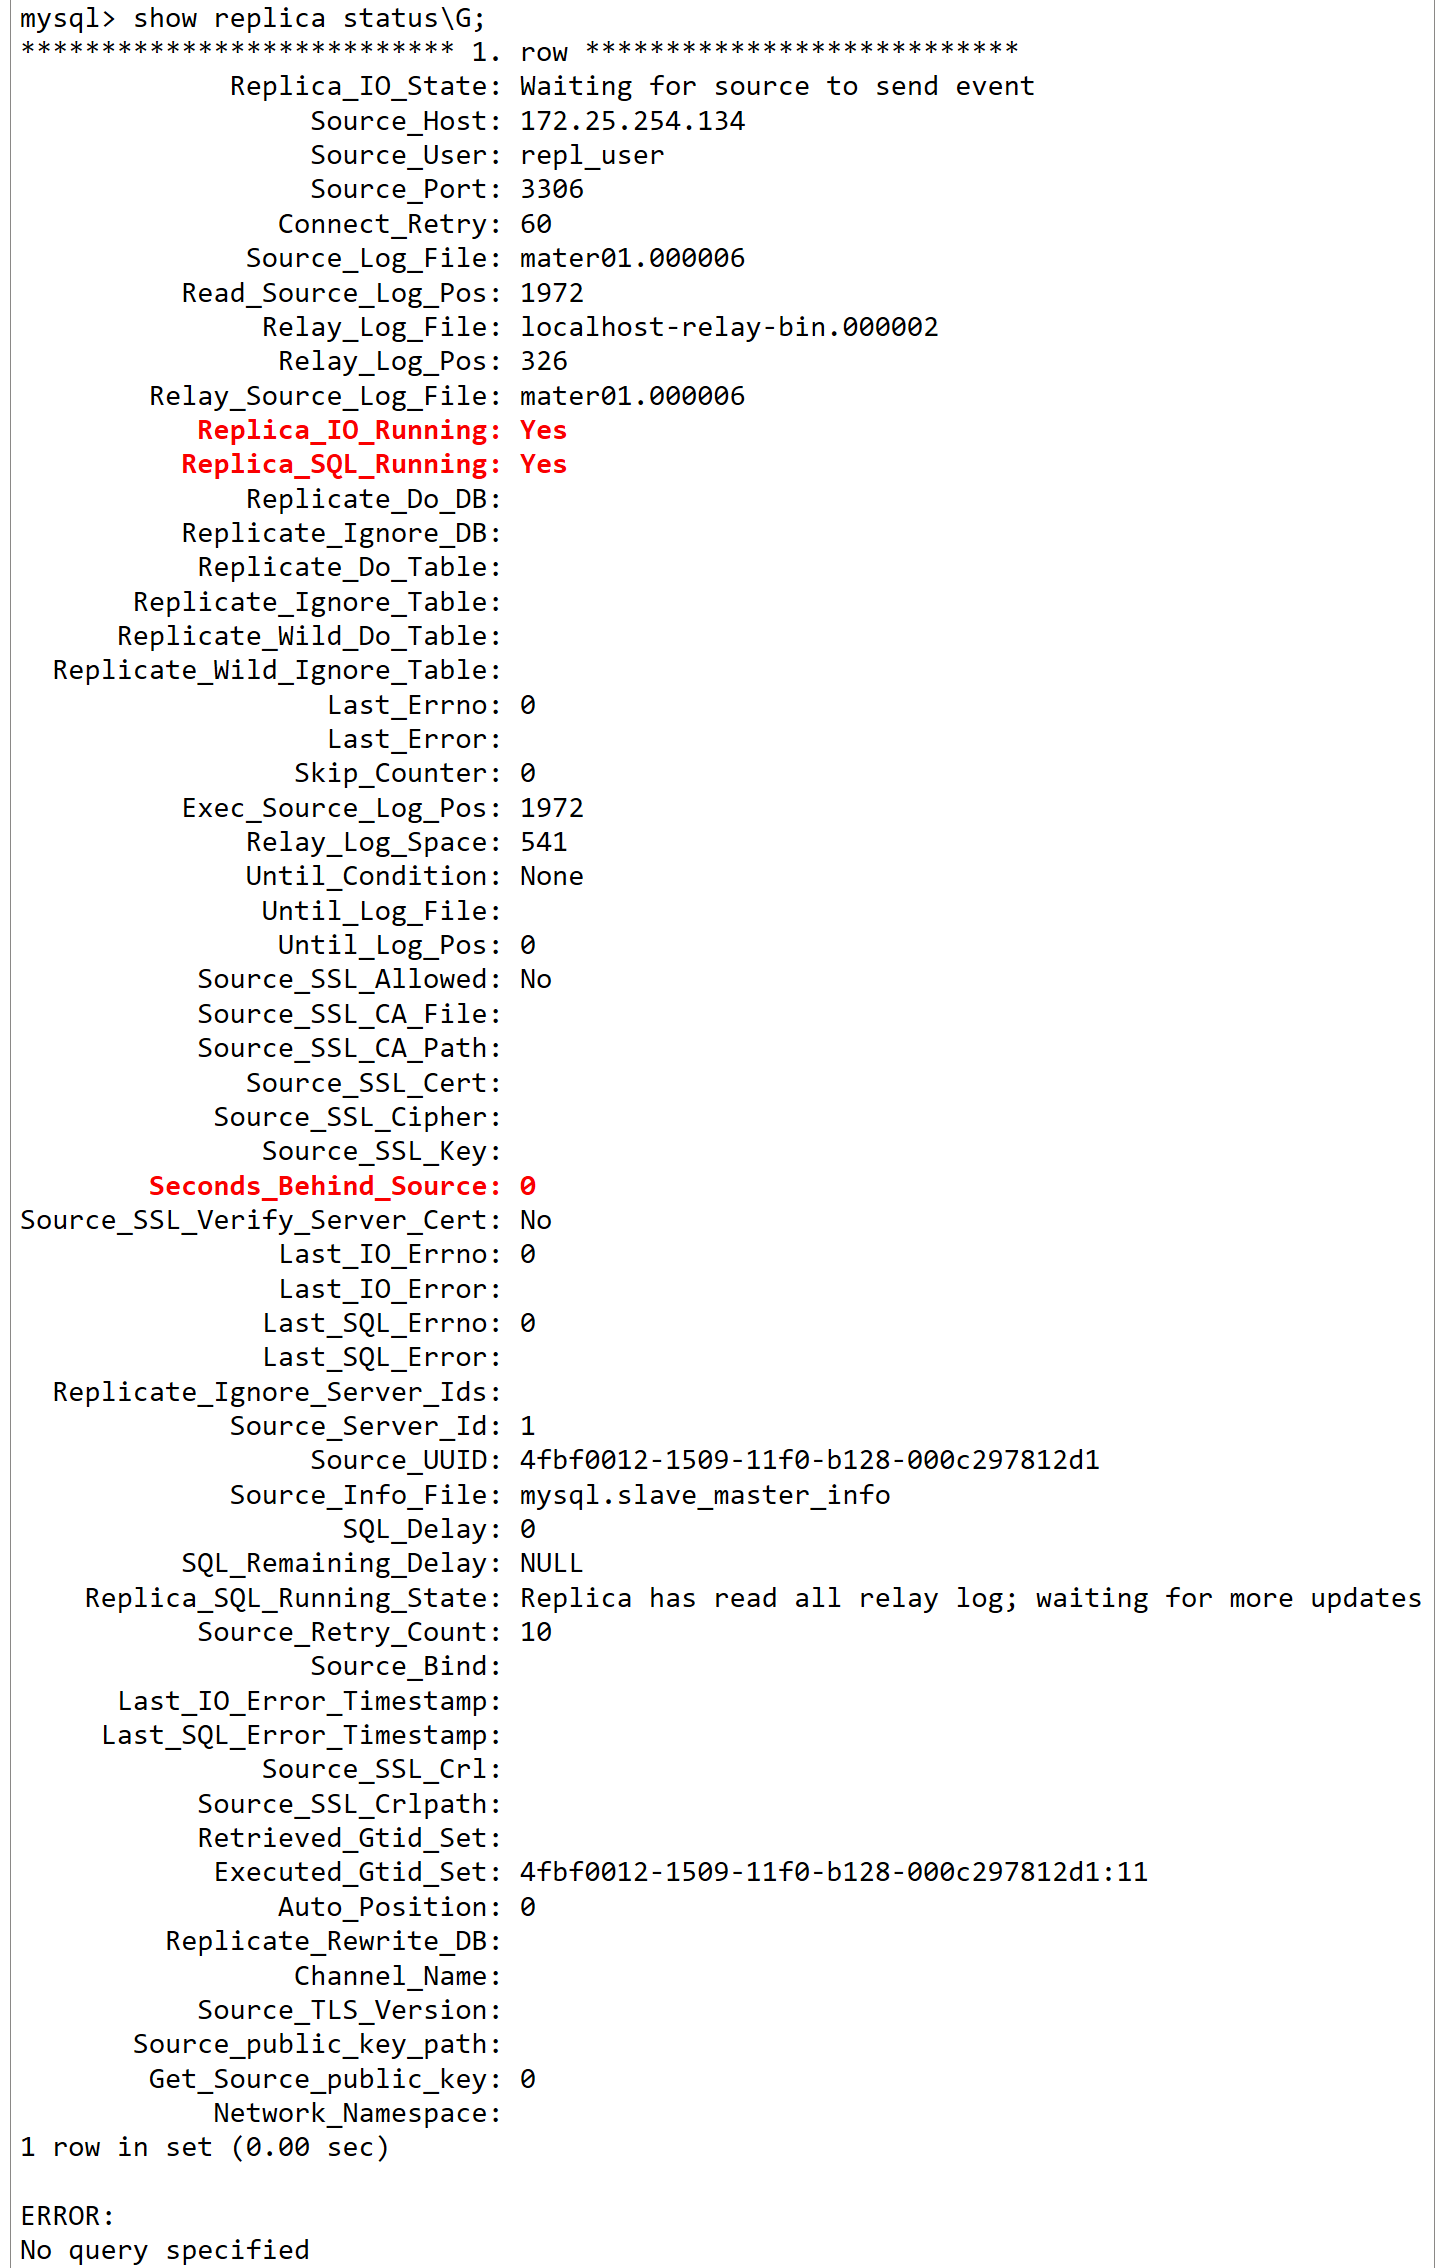 mysql> show replica status\G;
*************************** 1. row ***************************
Replica_IO_State: Waiting for source to send event
Source_Host: 172.25.254.134
Source_User: repl_user
Source_Port: 3306
Connect_Retry: 60
Source_Log_File: mater01.000006
Read_Source_Log_Pos: 1972
Relay_Log_File: localhost-relay-bin.000002
Relay_Log_Pos: 326
Relay_Source_Log_File: mater01.000006
Replica_IO_Running: Yes
Replica_SQL_Running: Yes
Replicate_Do_DB:
Replicate_Ignore_DB:
Replicate_Do_Table:
Replicate_Ignore_Table:
Replicate_Wild_Do_Table:
Replicate_Wild_Ignore_Table:
Last_Errno: 0
Last_Error:
Skip_Counter: 0
Exec_Source_Log_Pos: 1972
Relay_Log_Space: 541
Until_Condition: None
Until_Log_File:
Until_Log_Pos: 0
Source_SSL_Allowed: No
Source_SSL_CA_File:
Source_SSL_CA_Path:
Source_SSL_Cert:
Source_SSL_Cipher:
Source_SSL_Key:
Seconds_Behind_Source: 0
Source_SSL_Verify_Server_Cert: No
Last_IO_Errno: 0
Last_IO_Error:
Last_SQL_Errno: 0
Last_SQL_Error:
Replicate_Ignore_Server_Ids:
Source_Server_Id: 1
Source_UUID: 4fbf0012-1509-11f0-b128-000c297812d1
Source_Info_File: mysql.slave_master_info
SQL_Delay: 0
SQL_Remaining_Delay: NULL
Replica_SQL_Running_State: Replica has read all relay log; waiting for more updates
Source_Retry_Count: 10
Source_Bind:
Last_IO_Error_Timestamp:
Last_SQL_Error_Timestamp:
Source_SSL_Crl:
Source_SSL_Crlpath:
Retrieved_Gtid_Set:
Executed_Gtid_Set: 4fbf0012-1509-11f0-b128-000c297812d1:11
Auto_Position: 0
Replicate_Rewrite_DB:
Channel_Name:
Source_TLS_Version:
Source_public_key_path:
Get_Source_public_key: 0
Network_Namespace:
1 row in set (0.00 sec)
ERROR:
No query specified